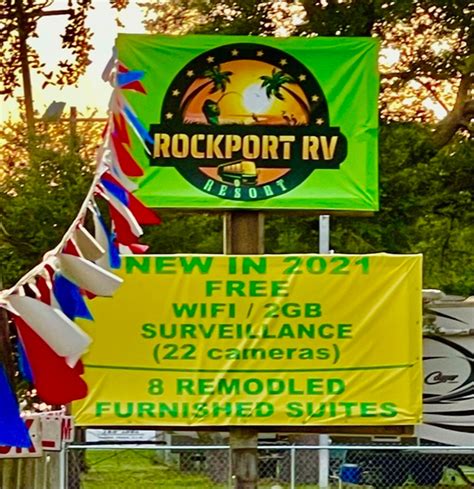 ROCKPORT RV
RESORT
NEW IN 2021
FREE
WIFI / 2GB
SURVEILLANCE
(22 cameras)
8 REMODLED
FURNISHED SUITES